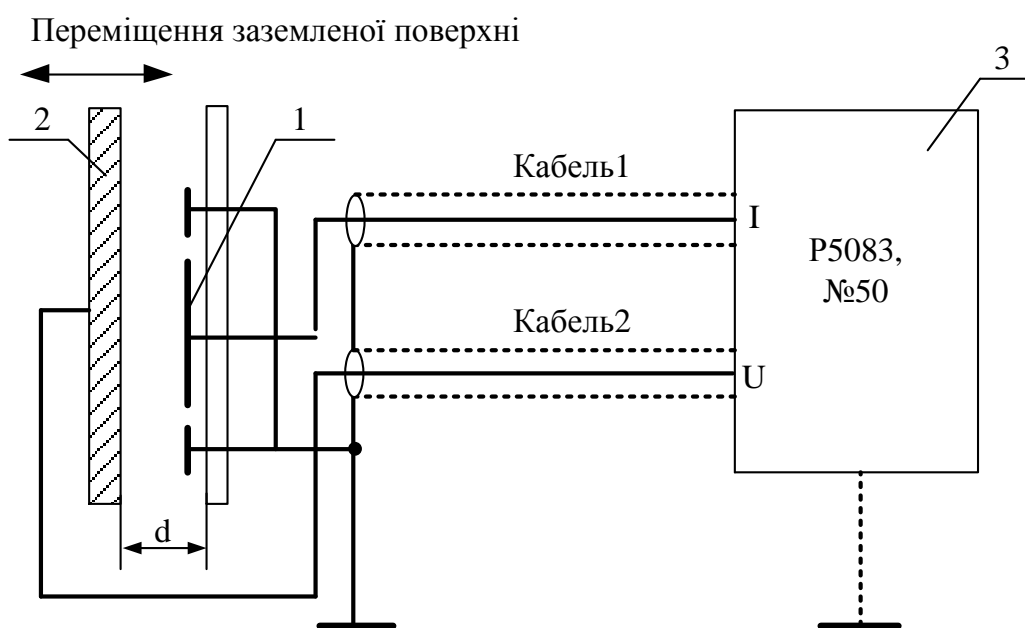 Переміщення заземленої поверхні
3
2
1
Кабель1
I
Р5083,
№50
Кабель2
U
d